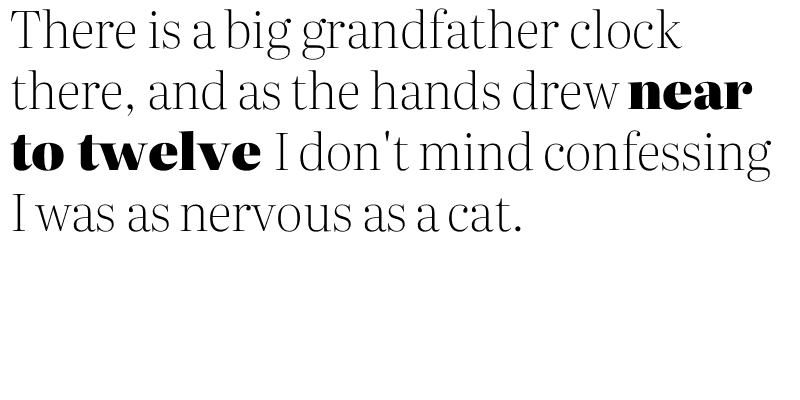 There is a big grandfather clock
there, and as the hands drew near
to twelve I don't mind confessing
I was as nervous as a cat.